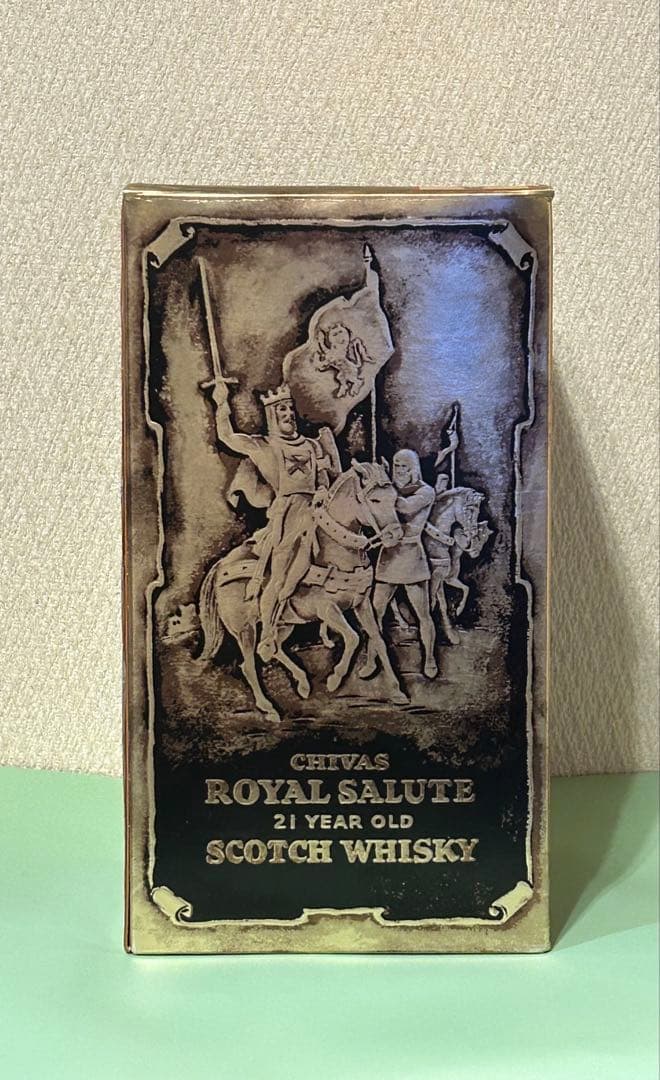 CHIVAS
ROYAL SALUTE
21 YEAR OLD
SCOTCH WHISKY